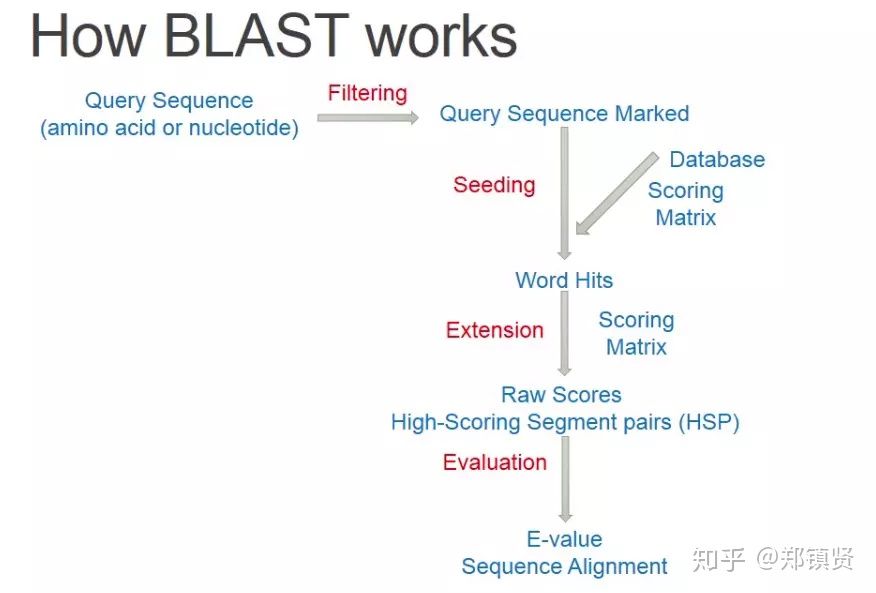 How BLAST works
Query Sequence
(amino acid or nucleotide)
Filtering
Query Sequence Marked
Seeding
Database
Scoring
Matrix
Word Hits
Extension
Scoring
Matrix
Raw Scores
High-Scoring Segment pairs (HSP)
Evaluation
E-value
Sequence Alignment
知乎 @郑镇贤